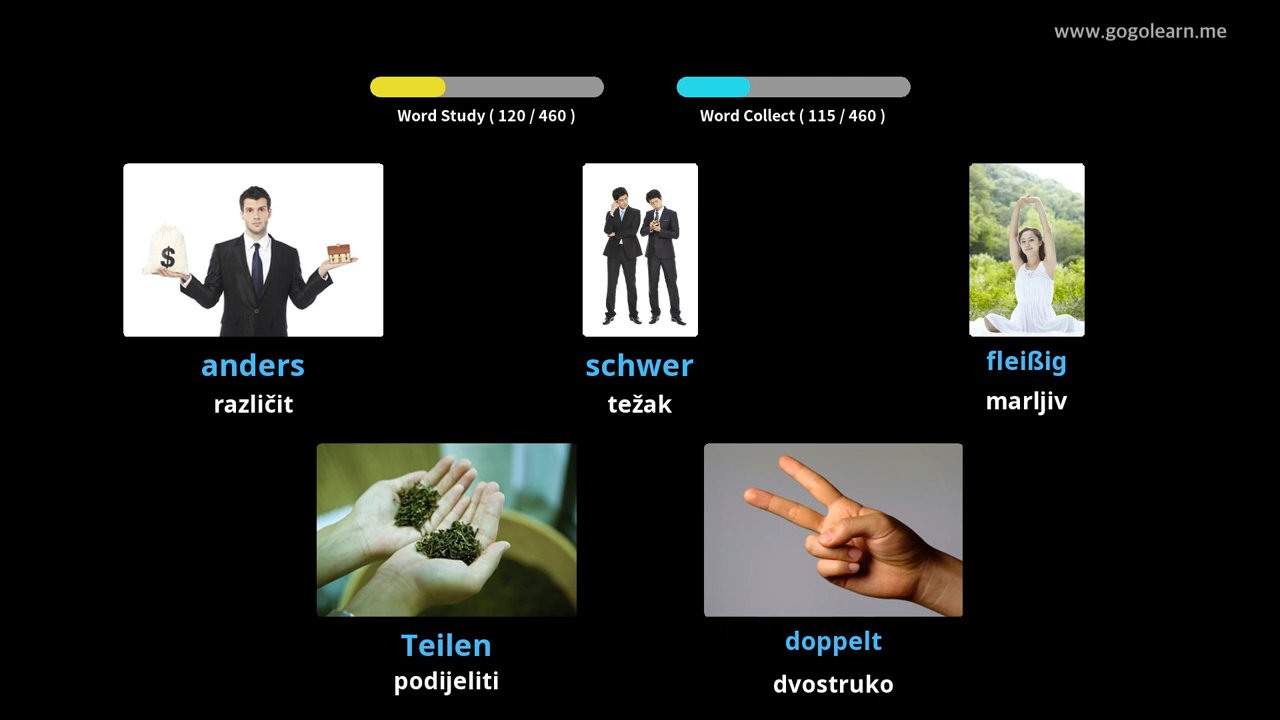 www.gogolearn.me
Word Study ( 120 / 460 )
Word Collect ( 115 / 460 )
$
anders
različit
schwer
težak
fleißig
marljiv
Teilen
podijeliti
doppelt
dvostruko